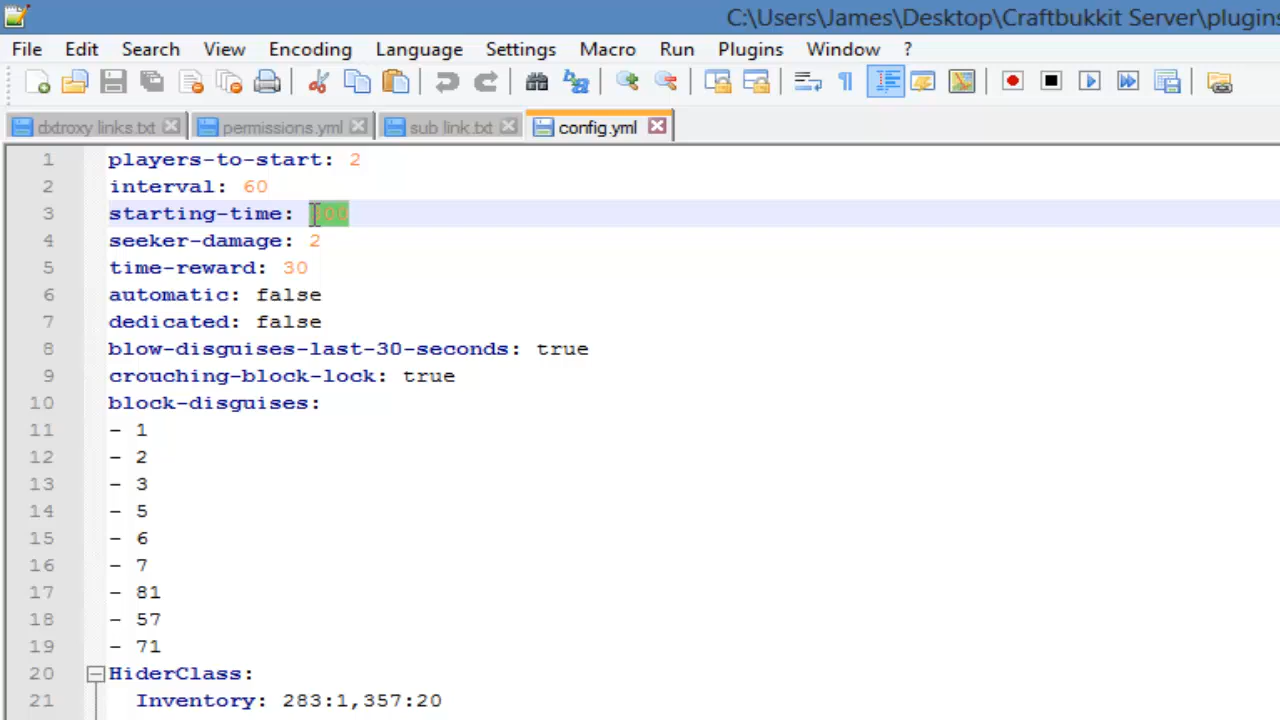 C:\Users\James\Desktop\Craftbukkit Server\plugins
File Edit Search View Encoding Language Settings Macro Run Plugins Window ?
dxtroxy links.txt permissions.yml sub link.txt config.yml
1 players-to-start: 2
2 interval: 60
3 starting-time:
4 seeker-damage: 2
5 time-reward: 30
6 automatic: false
7 dedicated: false
8 blow-disguises-last-30-seconds: true
9 crouching-block-lock: true
10 block-disguises:
11 - 1
12 - 2
13 - 3
14 - 5
15 - 6
16 - 7
17 - 81
18 - 57
19 - 71
20 HiderClass:
21 Inventory: 283:1,357:20